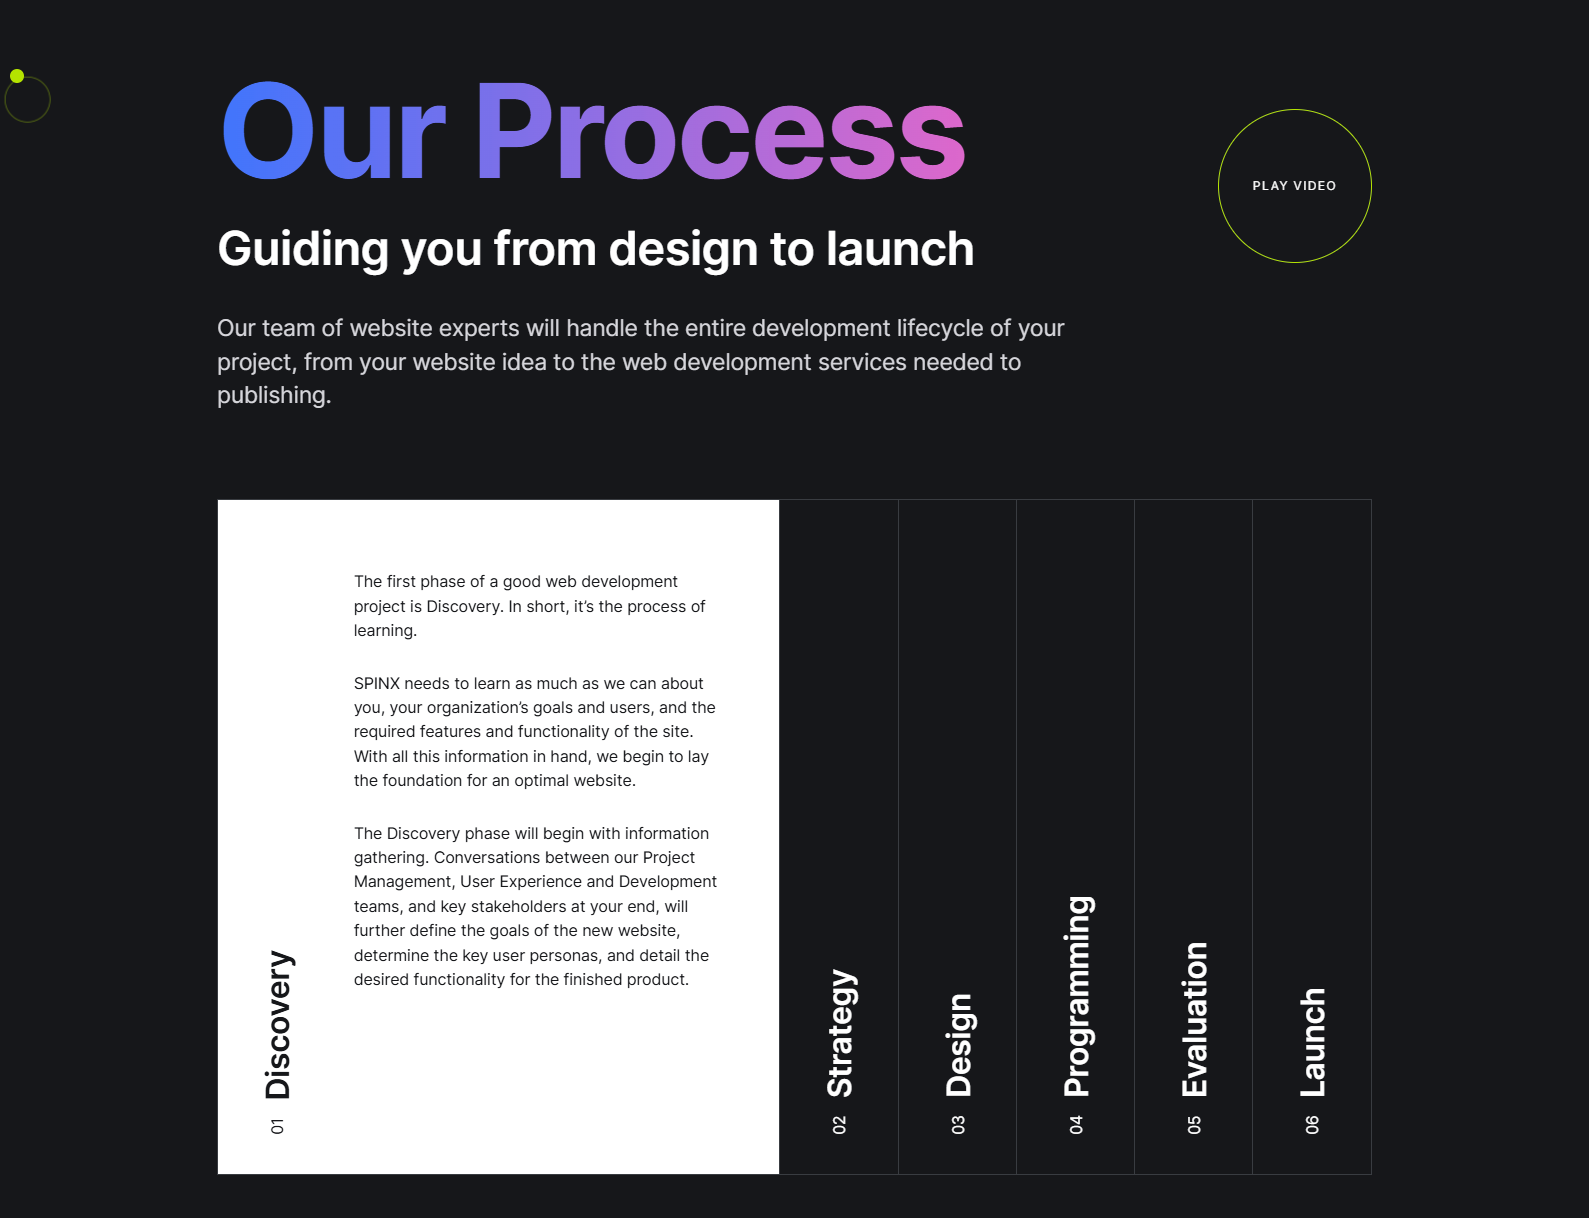 Our Process
PLAY VIDEO
Guiding you from design to launch
Our team of website experts will handle the entire development lifecycle of your
project, from your website idea to the web development services needed to
publishing.
01 Discovery
The first phase of a good web development
project is Discovery. In short, it’s the process of
learning.
SPINX needs to learn as much as we can about
you, your organization’s goals and users, and the
required features and functionality of the site.
With all this information in hand, we begin to lay
the foundation for an optimal website.
The Discovery phase will begin with information
gathering. Conversations between our Project
Management, User Experience and Development
teams, and key stakeholders at your end, will
further define the goals of the new website,
determine the key user personas, and detail the
desired functionality for the finished product.
02 Strategy
03 Design
04 Programming
05 Evaluation
06 Launch